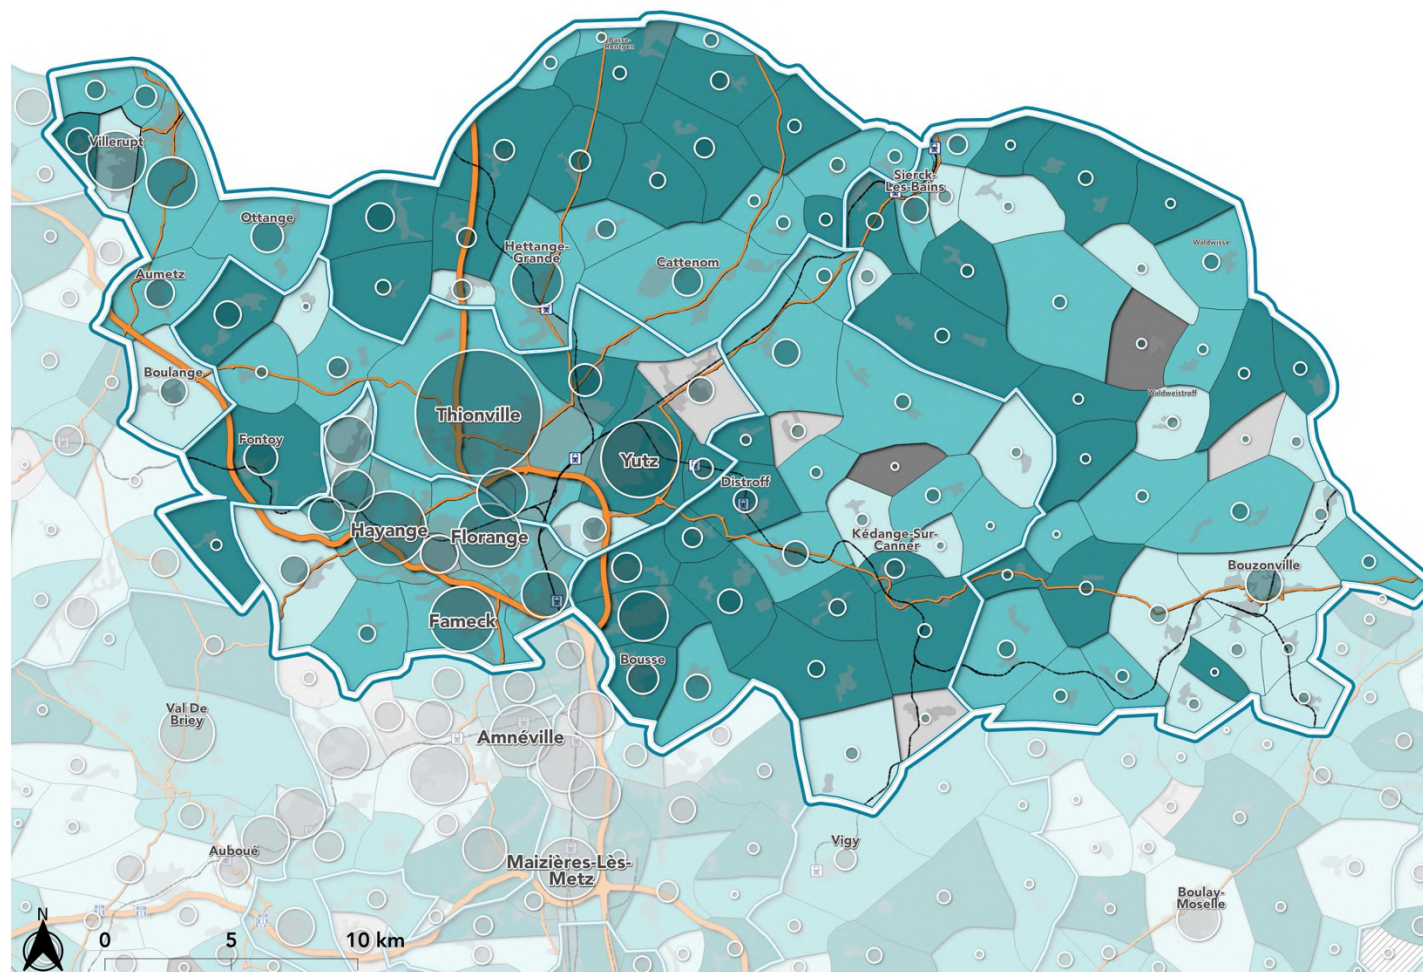 Basse-
Rentgen
Villerupt
Sierck-
Les-Bains
Ottange
Waldwisse
Hettange-
Grande
Aumetz
Cattenom
Boulange
Waldweistroff
Thionville
Fontoy
Yutz
Distroff
Hayange
Florange
Kédange-Sur-
Canner
Bouzonville
Fameck
Bousse
Val De
Briey
Amnéville
Auboué
Vigy
Maizières-Lès-
Metz
Boulay-
Moselle
N
0 5 10 km